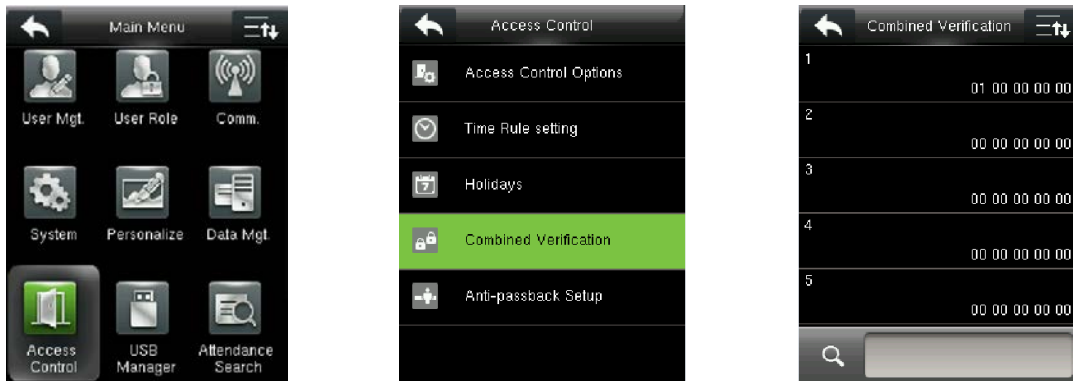 Main Menu
User Mgt. User Role Comm.
System Personalize Data Mgt.
Access Control USB Manager Attendance Search
Access Control
Access Control Options
Time Rule setting
7
Holidays
Combined Verification
Anti-passback Setup
Combined Verification
1
01 00 00 00 00
2
00 00 00 00 00
3
00 00 00 00 00
4
00 00 00 00 00
5
00 00 00 00 00